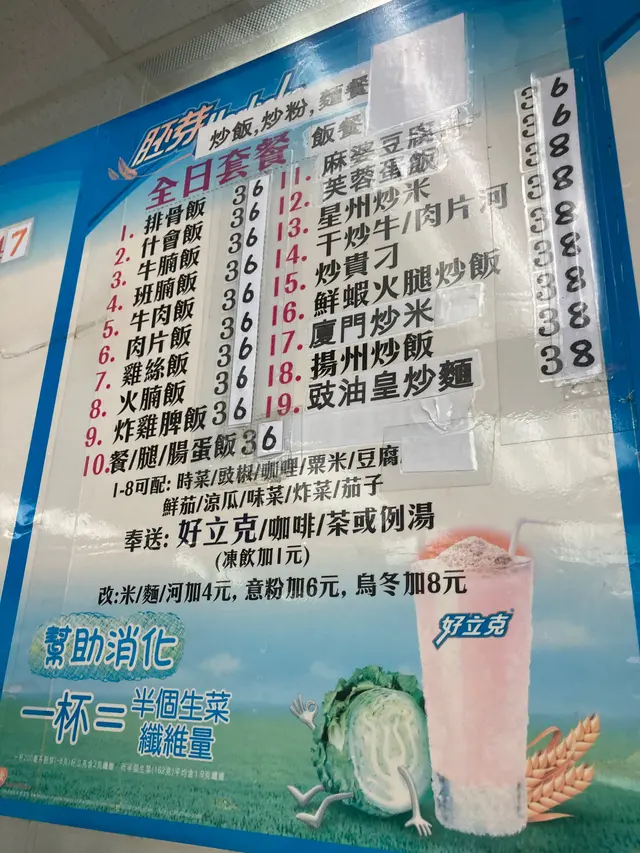 47
胚芽
炒飯,炒粉,麵餐
全日套餐 飯餐
1. 排骨飯 36
2. 什會飯 36
3. 牛腩飯 36
4. 班腩飯 36
5. 牛肉飯 36
6. 肉片飯 36
7. 雞絲飯 36
8. 火腩飯 36
9. 炸雞脾飯 36
10.餐/腿/腸蛋飯 36
11. 麻婆豆腐 36
12. 芙蓉蛋飯 36
13. 星州炒米 38
14. 干炒牛/肉片河 38
15. 炒貴刁 38
16. 鮮蝦火腿炒飯 38
17. 廈門炒米 38
18. 揚州炒飯 38
19. 豉油皇炒麵 38
1-8可配: 時菜/豉椒/咖喱/粟米/豆腐
鮮茄/涼瓜/味菜/炸菜/茄子
奉送: 好立克/咖啡/茶或例湯
(凍飲加1元)
改:米/麵/河加4元, 意粉加6元, 烏冬加8元
好立克
幫助消化
一杯=半個生菜
纖維量